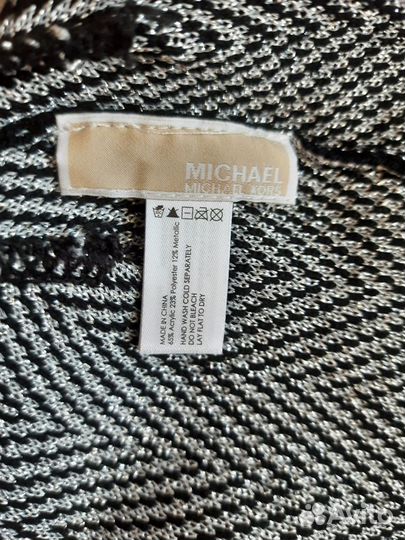 MICHAEL
MICHAEL KORS
MADE IN CHINA
65% Acrylic 23% Polyester 12% Metallic
HAND WASH COLD SEPARATELY
DO NOT BLEACH
LAY FLAT TO DRY
Avito